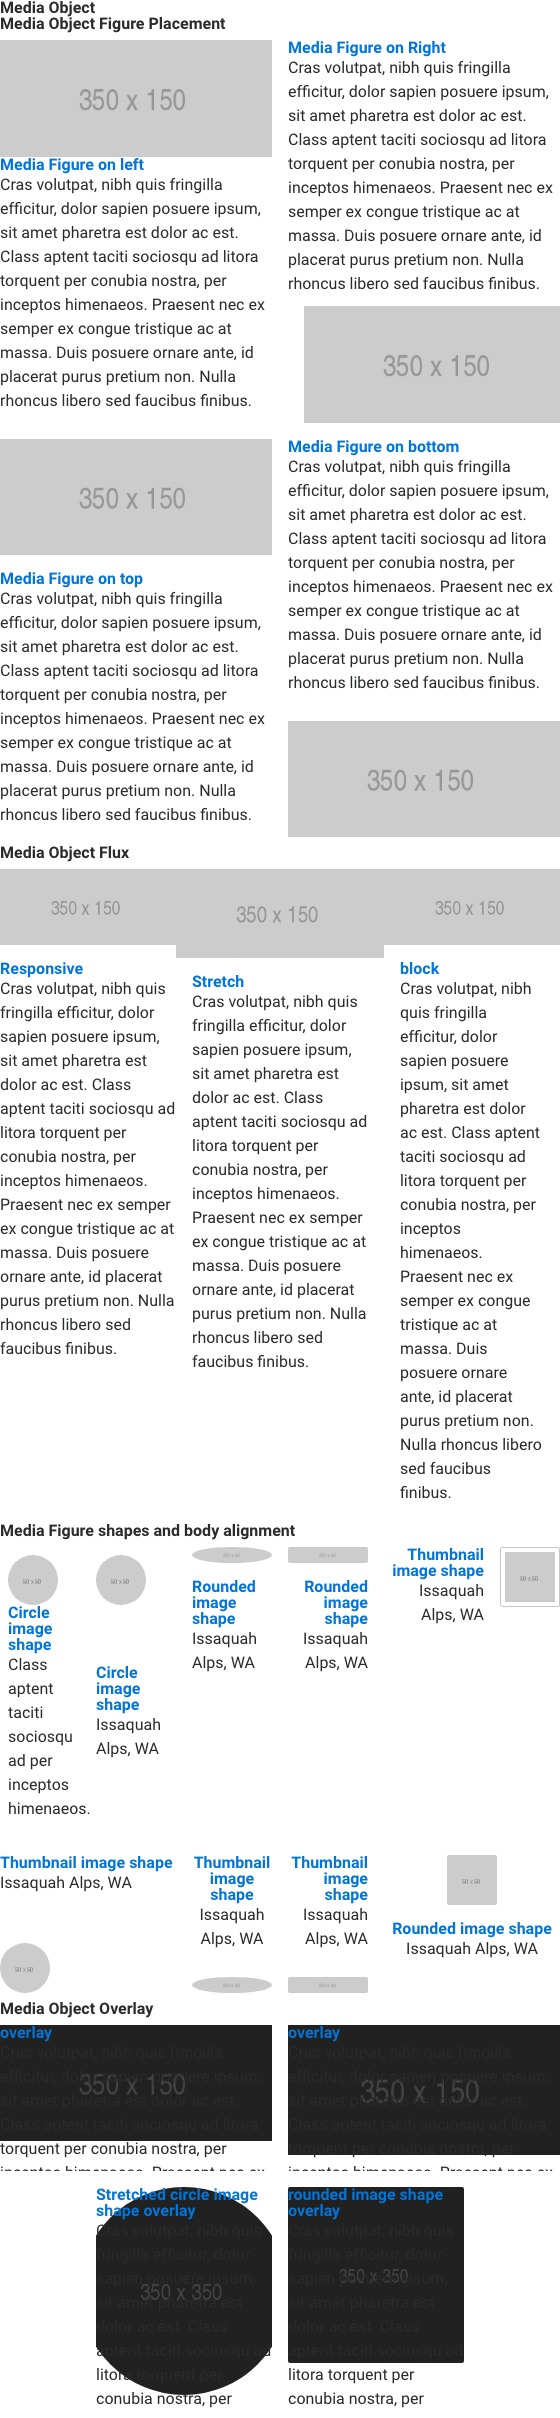 Media Object
Media Object Figure Placement
350 x 150
Media Figure on left
Cras volutpat, nibh quis fringilla
efficitur, dolor sapien posuere ipsum,
sit amet pharetra est dolor ac est.
Class aptent taciti sociosqu ad litora
torquent per conubia nostra, per
inceptos himenaeos. Praesent nec ex
semper ex congue tristique ac at
massa. Duis posuere ornare ante, id
placerat purus pretium non. Nulla
rhoncus libero sed faucibus finibus.
Media Figure on Right
Cras volutpat, nibh quis fringilla
efficitur, dolor sapien posuere ipsum,
sit amet pharetra est dolor ac est.
Class aptent taciti sociosqu ad litora
torquent per conubia nostra, per
inceptos himenaeos. Praesent nec ex
semper ex congue tristique ac at
massa. Duis posuere ornare ante, id
placerat purus pretium non. Nulla
rhoncus libero sed faucibus finibus.
350 x 150
350 x 150
Media Figure on top
Cras volutpat, nibh quis fringilla
efficitur, dolor sapien posuere ipsum,
sit amet pharetra est dolor ac est.
Class aptent taciti sociosqu ad litora
torquent per conubia nostra, per
inceptos himenaeos. Praesent nec ex
semper ex congue tristique ac at
massa. Duis posuere ornare ante, id
placerat purus pretium non. Nulla
rhoncus libero sed faucibus finibus.
Media Figure on bottom
Cras volutpat, nibh quis fringilla
efficitur, dolor sapien posuere ipsum,
sit amet pharetra est dolor ac est.
Class aptent taciti sociosqu ad litora
torquent per conubia nostra, per
inceptos himenaeos. Praesent nec ex
semper ex congue tristique ac at
massa. Duis posuere ornare ante, id
placerat purus pretium non. Nulla
rhoncus libero sed faucibus finibus.
350 x 150
Media Object Flux
350 x 150
Responsive
Cras volutpat, nibh quis
fringilla efficitur, dolor
sapien posuere ipsum,
sit amet pharetra est
dolor ac est. Class
aptent taciti sociosqu ad
litora torquent per
conubia nostra, per
inceptos himenaeos.
Praesent nec ex semper
ex congue tristique ac at
massa. Duis posuere
ornare ante, id placerat
purus pretium non. Nulla
rhoncus libero sed
faucibus finibus.
350 x 150
Stretch
Cras volutpat, nibh quis
fringilla efficitur, dolor
sapien posuere ipsum,
sit amet pharetra est
dolor ac est. Class
aptent taciti sociosqu ad
litora torquent per
conubia nostra, per
inceptos himenaeos.
Praesent nec ex semper
ex congue tristique ac at
massa. Duis posuere
ornare ante, id placerat
purus pretium non. Nulla
rhoncus libero sed
faucibus finibus.
350 x 150
block
Cras volutpat, nibh
quis fringilla
efficitur, dolor
sapien posuere
ipsum, sit amet
pharetra est dolor
ac est. Class aptent
taciti sociosqu ad
litora torquent per
conubia nostra, per
inceptos
himenaeos.
Praesent nec ex
semper ex congue
tristique ac at
massa. Duis
posuere ornare
ante, id placerat
purus pretium non.
Nulla rhoncus libero
sed faucibus
finibus.
Media Figure shapes and body alignment
50 x 50
Circle
image
shape
Class
aptent
taciti
sociosqu
ad per
inceptos
himenaeos.
50 x 50
Circle
image
shape
Issaquah
Alps, WA
Rounded
image
shape
Issaquah
Alps, WA
Rounded
image
shape
Issaquah
Alps, WA
Thumbnail
image shape
Issaquah
Alps, WA
50 x 50
Thumbnail image shape
Issaquah Alps, WA
50 x 50
Thumbnail
image
shape
Issaquah
Alps, WA
Thumbnail
image
shape
Issaquah
Alps, WA
50 x 50
Rounded image shape
Issaquah Alps, WA
Media Object Overlay
overlay
Cras volutpat, nibh quis fringilla
efficitur, dolor sapien posuere ipsum,
350 x 150
sit amet pharetra est dolor ac est.
Class aptent taciti sociosqu ad litora
torquent per conubia nostra, per
inceptos himenaeos. Praesent nec ex
overlay
Cras volutpat, nibh quis fringilla
efficitur, dolor sapien posuere ipsum,
350 x 150
sit amet pharetra est dolor ac est.
Class aptent taciti sociosqu ad litora
torquent per conubia nostra, per
inceptos himenaeos. Praesent nec ex
Stretched circle image
shape overlay
Cras volutpat, nibh quis
fringilla efficitur, dolor
sapien posuere ipsum,
350 x 350
sit amet pharetra est
dolor ac est. Class
aptent taciti sociosqu ad
litora torquent per
conubia nostra, per
rounded image shape
overlay
Cras volutpat, nibh quis
fringilla efficitur, dolor
350 x 350
sapien posuere ipsum,
sit amet pharetra est
dolor ac est. Class
aptent taciti sociosqu ad
litora torquent per
conubia nostra, per